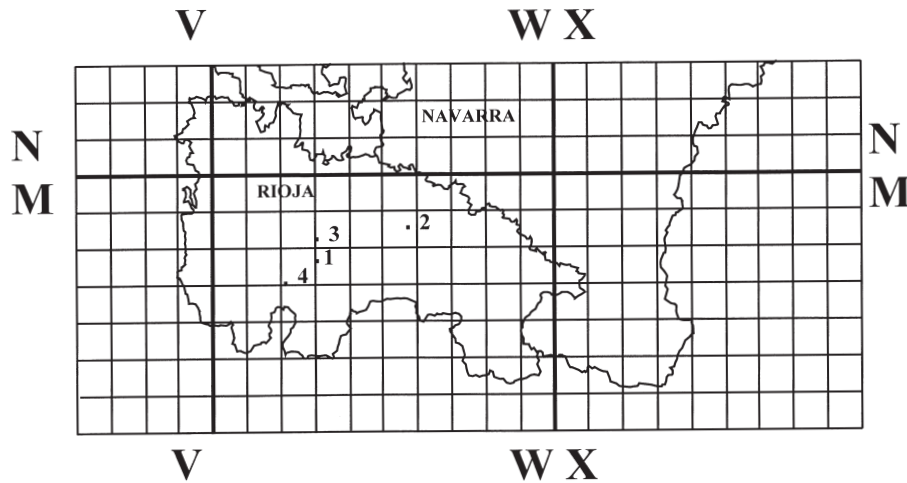 V W X
NAVARRA
N N
M M
RIOJA
2
3
1
4
V W X